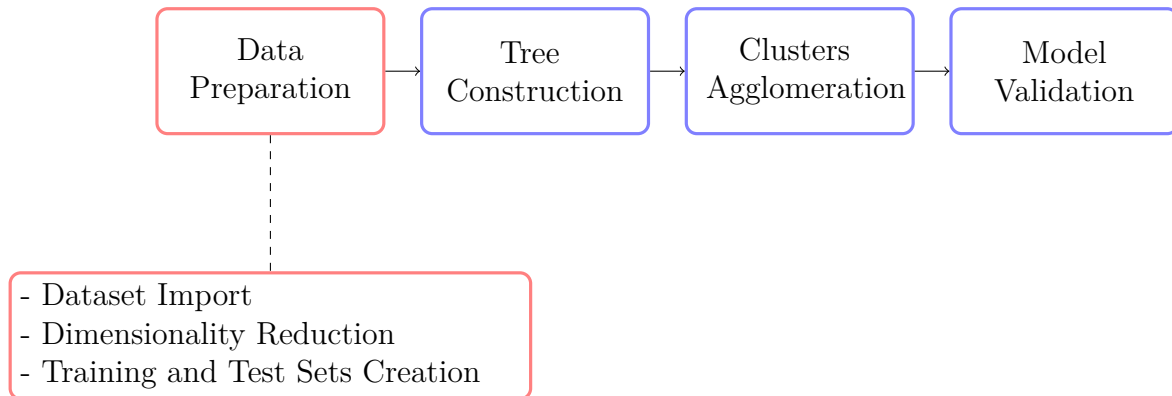 Data
Preparation
Tree
Construction
Clusters
Agglomeration
Model
Validation
- Dataset Import
- Dimensionality Reduction
- Training and Test Sets Creation